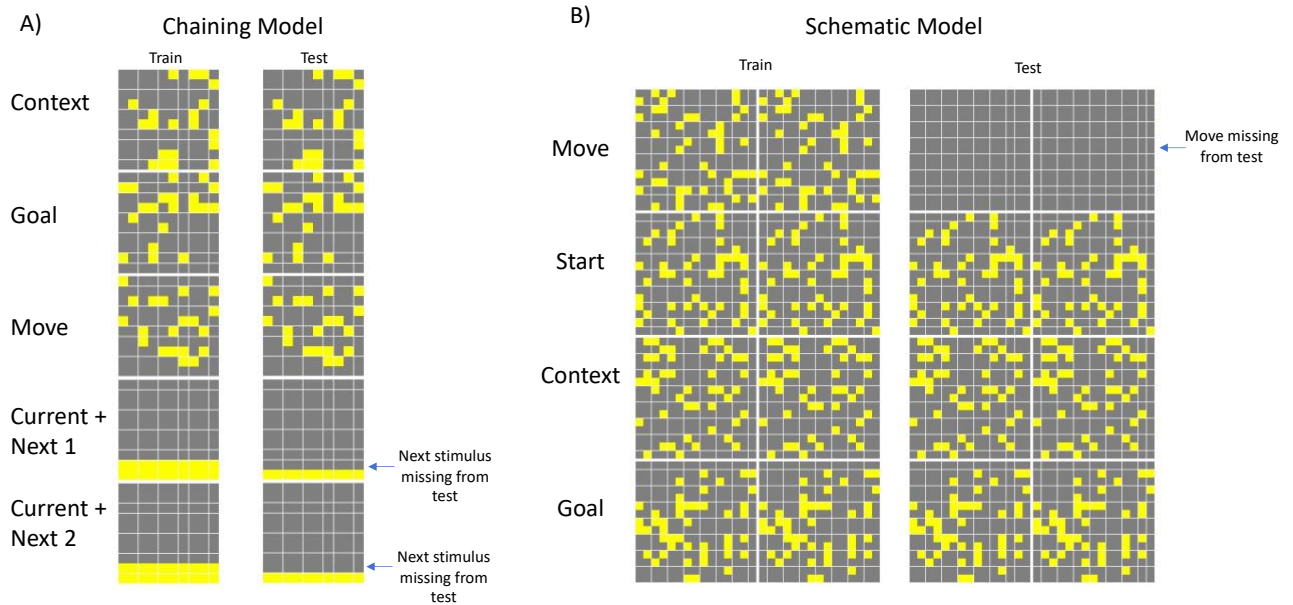 A)
Chaining Model
Train
Test
Context
Goal
Move
Current +
Next 1
Next stimulus
missing from
test
Current +
Next 2
Next stimulus
missing from
test
B)
Schematic Model
Train
Test
Move
Move missing
from test
Start
Context
Goal